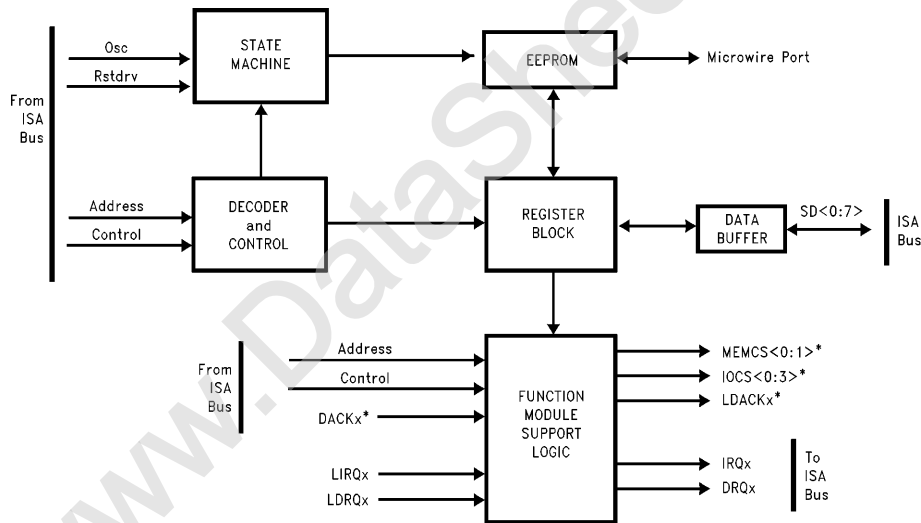 Osc
Rstdrv
From
ISA
Bus
Address
Control
STATE
MACHINE
EEPROM
Microwire Port
DECODER
and
CONTROL
REGISTER
BLOCK
DATA
BUFFER
SD<0:7>
ISA
Bus
From
ISA
Bus
Address
Control
DACKx*
LIRQx
LDRQx
FUNCTION
MODULE
SUPPORT
LOGIC
MEMCS<0:1>*
IOCS<0:3>*
LDACKx*
IRQx
DRQx
To
ISA
Bus
www.DataShee